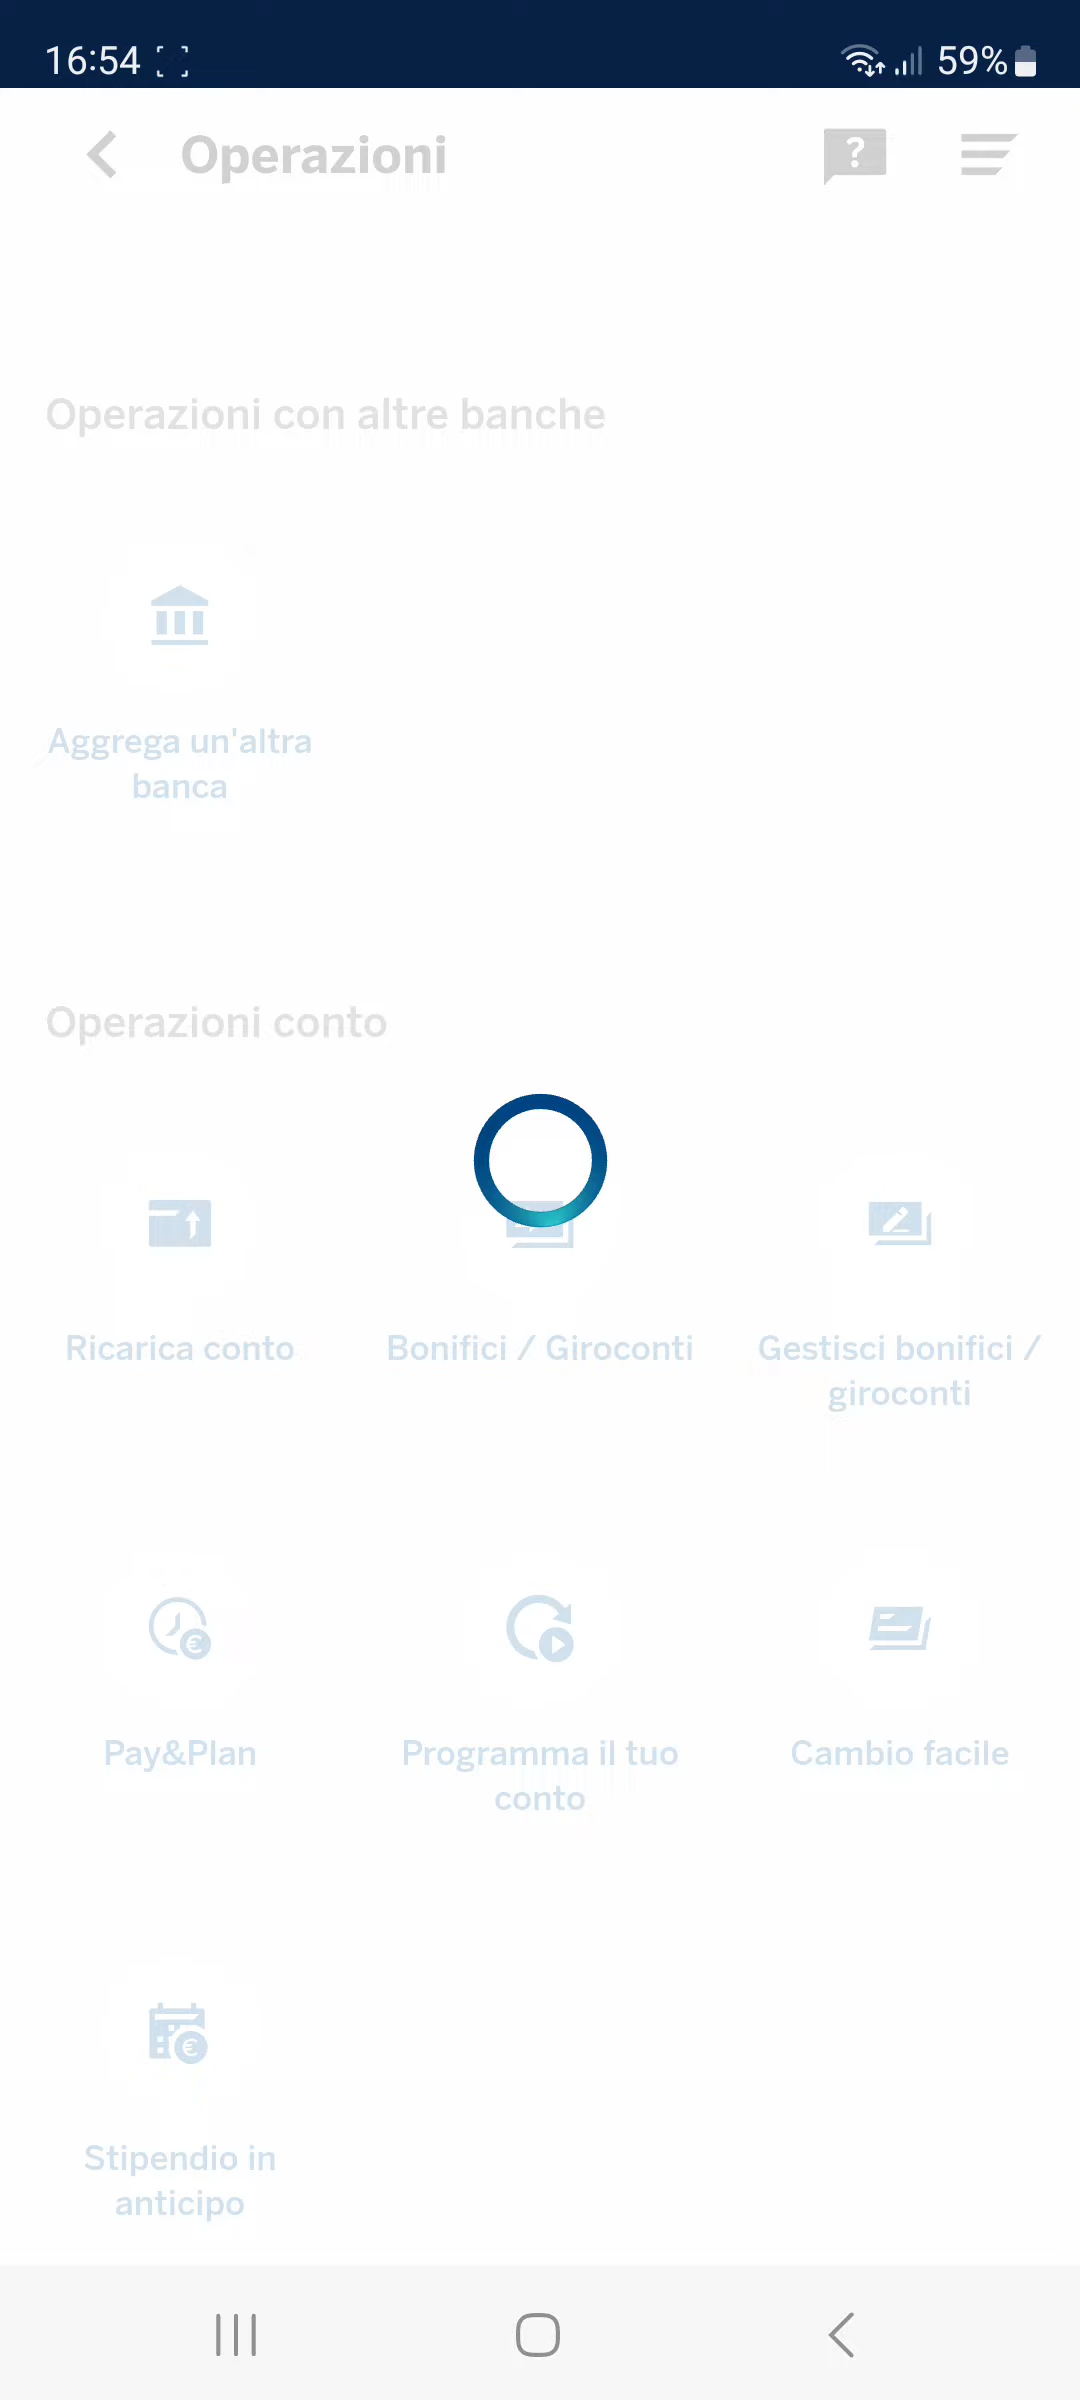 16:54
59%
Operazioni
?
Operazioni con altre banche
Aggrega un'altra
banca
Operazioni conto
Ricarica conto
Bonifici / Giroconti
Gestisci bonifici /
giroconti
€
Pay&Plan
Programma il tuo
conto
Cambio facile
€
Stipendio in
anticipo